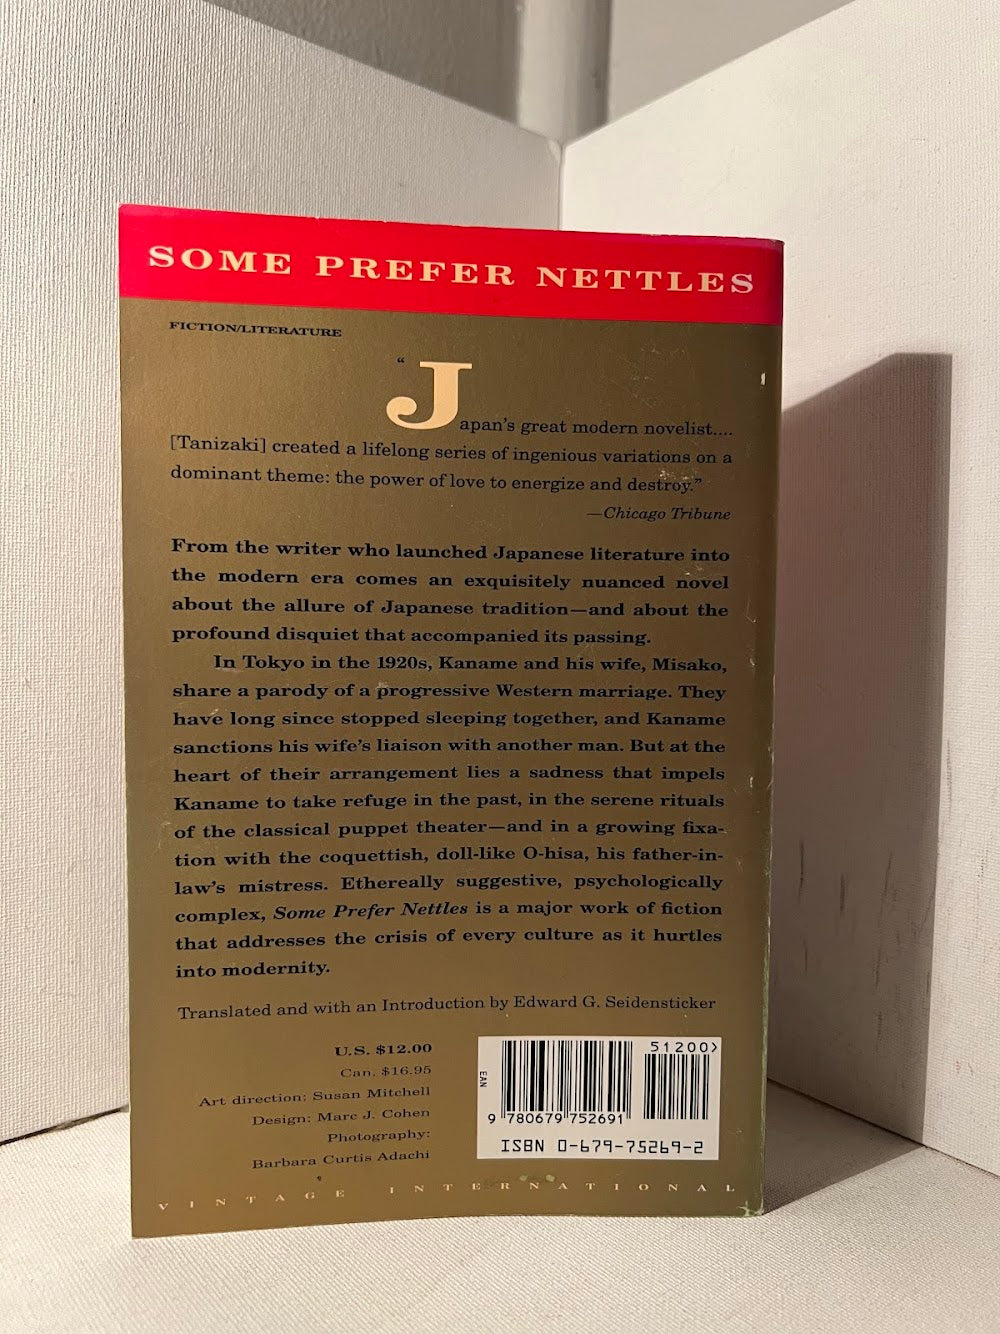 SOME PREFER NETTLES
FICTION/LITERATURE
"Japan's great modern novelist....
[Tanizaki] created a lifelong series of ingenious variations on a
dominant theme: the power of love to energize and destroy."
—Chicago Tribune
From the writer who launched Japanese literature into
the modern era comes an exquisitely nuanced novel
about the allure of Japanese tradition—and about the
profound disquiet that accompanied its passing.
In Tokyo in the 1920s, Kaname and his wife, Misako,
share a parody of a progressive Western marriage. They
have long since stopped sleeping together, and Kaname
sanctions his wife's liaison with another man. But at the
heart of their arrangement lies a sadness that impels
Kaname to take refuge in the past, in the serene rituals
of the classical puppet theater—and in a growing fixa-
tion with the coquettish, doll-like O-hisa, his father-in-
law's mistress. Ethereally suggestive, psychologically
complex, Some Prefer Nettles is a major work of fiction
that addresses the crisis of every culture as it hurtles
into modernity.
Translated and with an Introduction by Edward G. Seidensticker
U.S. $12.00
Can. $16.95
Art direction: Susan Mitchell
Design: Marc J. Cohen
Photography:
Barbara Curtis Adachi
51200>
EAN
9 780679 752691
ISBN 0-679-75269-2
VINTAGE INTERNATIONAL